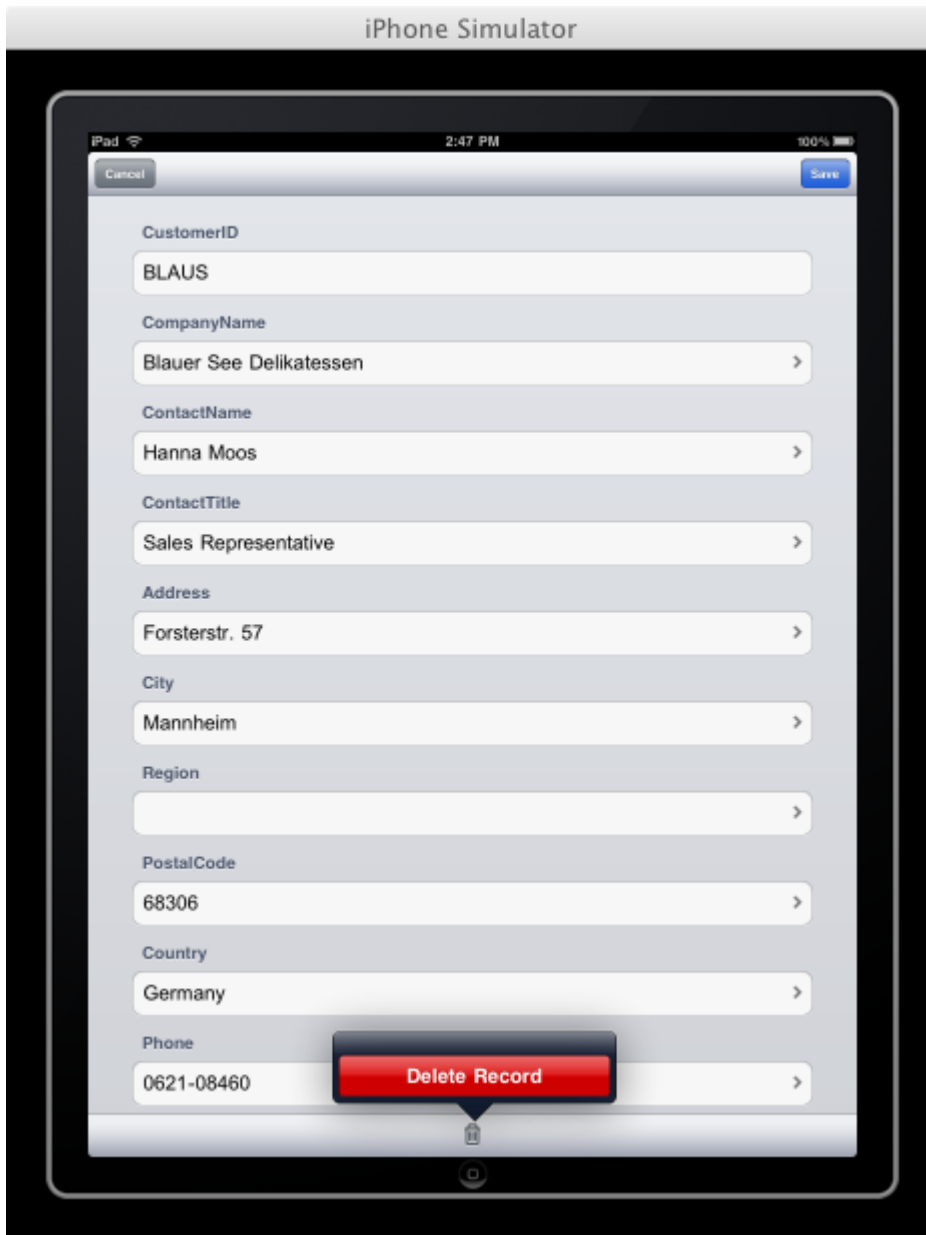 iPhone Simulator
iPad 2:47 PM 100%
Cancel Save
CustomerID
BLAUS
CompanyName
Blauer See Delikatessen
ContactName
Hanna Moos
ContactTitle
Sales Representative
Address
Forsterstr. 57
City
Mannheim
Region
PostalCode
68306
Country
Germany
Phone
0621-08460
Delete Record